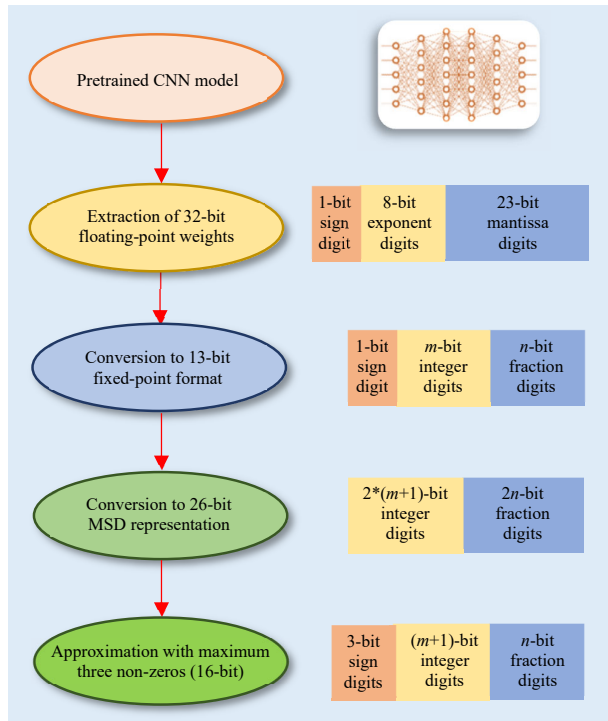 Pretrained CNN model
Extraction of 32-bit
floating-point weights
1-bit
sign
digit
8-bit
exponent
digits
23-bit
mantissa
digits
Conversion to 13-bit
fixed-point format
1-bit
sign
digit
m-bit
integer
digits
n-bit
fraction
digits
Conversion to 26-bit
MSD representation
2*(m+1)-bit
integer
digits
2n-bit
fraction
digits
Approximation with maximum
three non-zeros (16-bit)
3-bit
sign
digits
(m+1)-bit
integer
digits
n-bit
fraction
digits